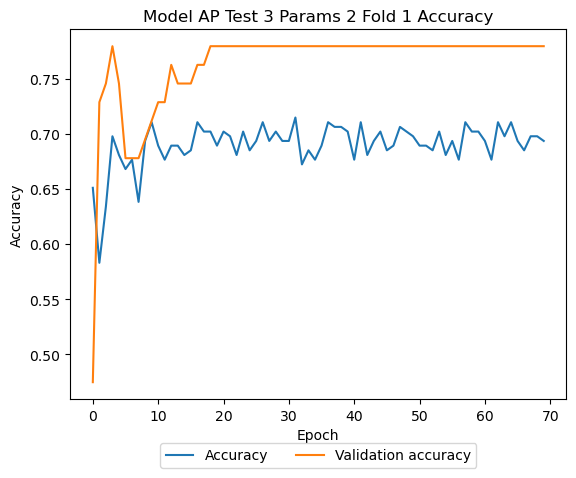 Model AP Test 3 Params 2 Fold 1 Accuracy
0.75
0.70
0.65
0.60
0.55
0.50
Accuracy
0 10 20 30 40 50 60 70
Epoch
Accuracy Validation accuracy